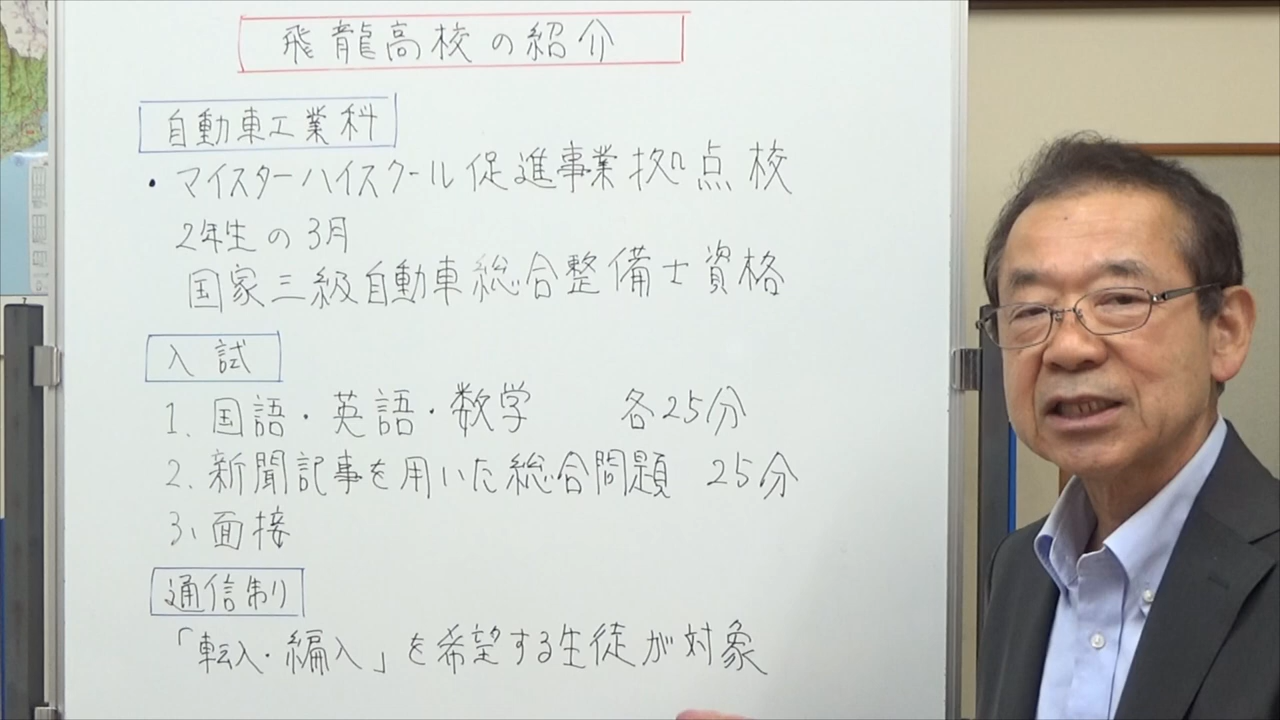 飛龍高校の紹介
自動車工業科
・マイスターハイスクール促進事業拠点校
2年生の3月
国家三級自動車総合整備士資格
入試
1. 国語・英語・数学 各25分
2. 新聞記事を用いた総合問題 25分
3. 面接
通信制
「転入・編入」を希望する生徒が対象